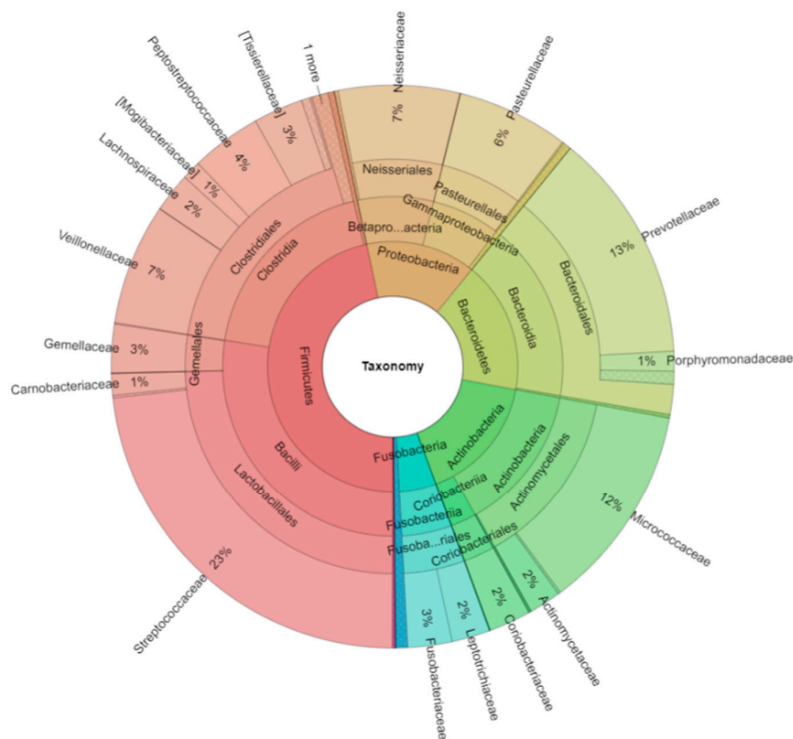 Taxonomy
Firmicutes
Bacilli
Lactobacillales
Streptococcaceae
23%
Carnobacteriaceae
1%
Gemellales
Gemellaceae
3%
Clostridia
Clostridiales
Veillonellaceae
7%
Lachnospiraceae
2%
[Mogibacteriaceae]
1%
Peptostreptococcaceae
4%
[Tissierellaceae]
3%
1 more
Proteobacteria
Betapro...acteria
Neisseriales
Neisseriaceae
7%
Gammaproteobacteria
Pasteurellales
Pasteurellaceae
6%
Bacteroidetes
Bacteroidia
Bacteroidales
Prevotellaceae
13%
Porphyromonadaceae
1%
Actinobacteria
Actinobacteria
Actinomycetales
Micrococcaceae
12%
Actinomycetaceae
2%
Coriobacteriia
Coriobacteriales
Coriobacteriaceae
2%
Fusobacteria
Fusobacteriia
Fusoba...riales
Leptotrichiaceae
2%
Fusobacteriaceae
3%